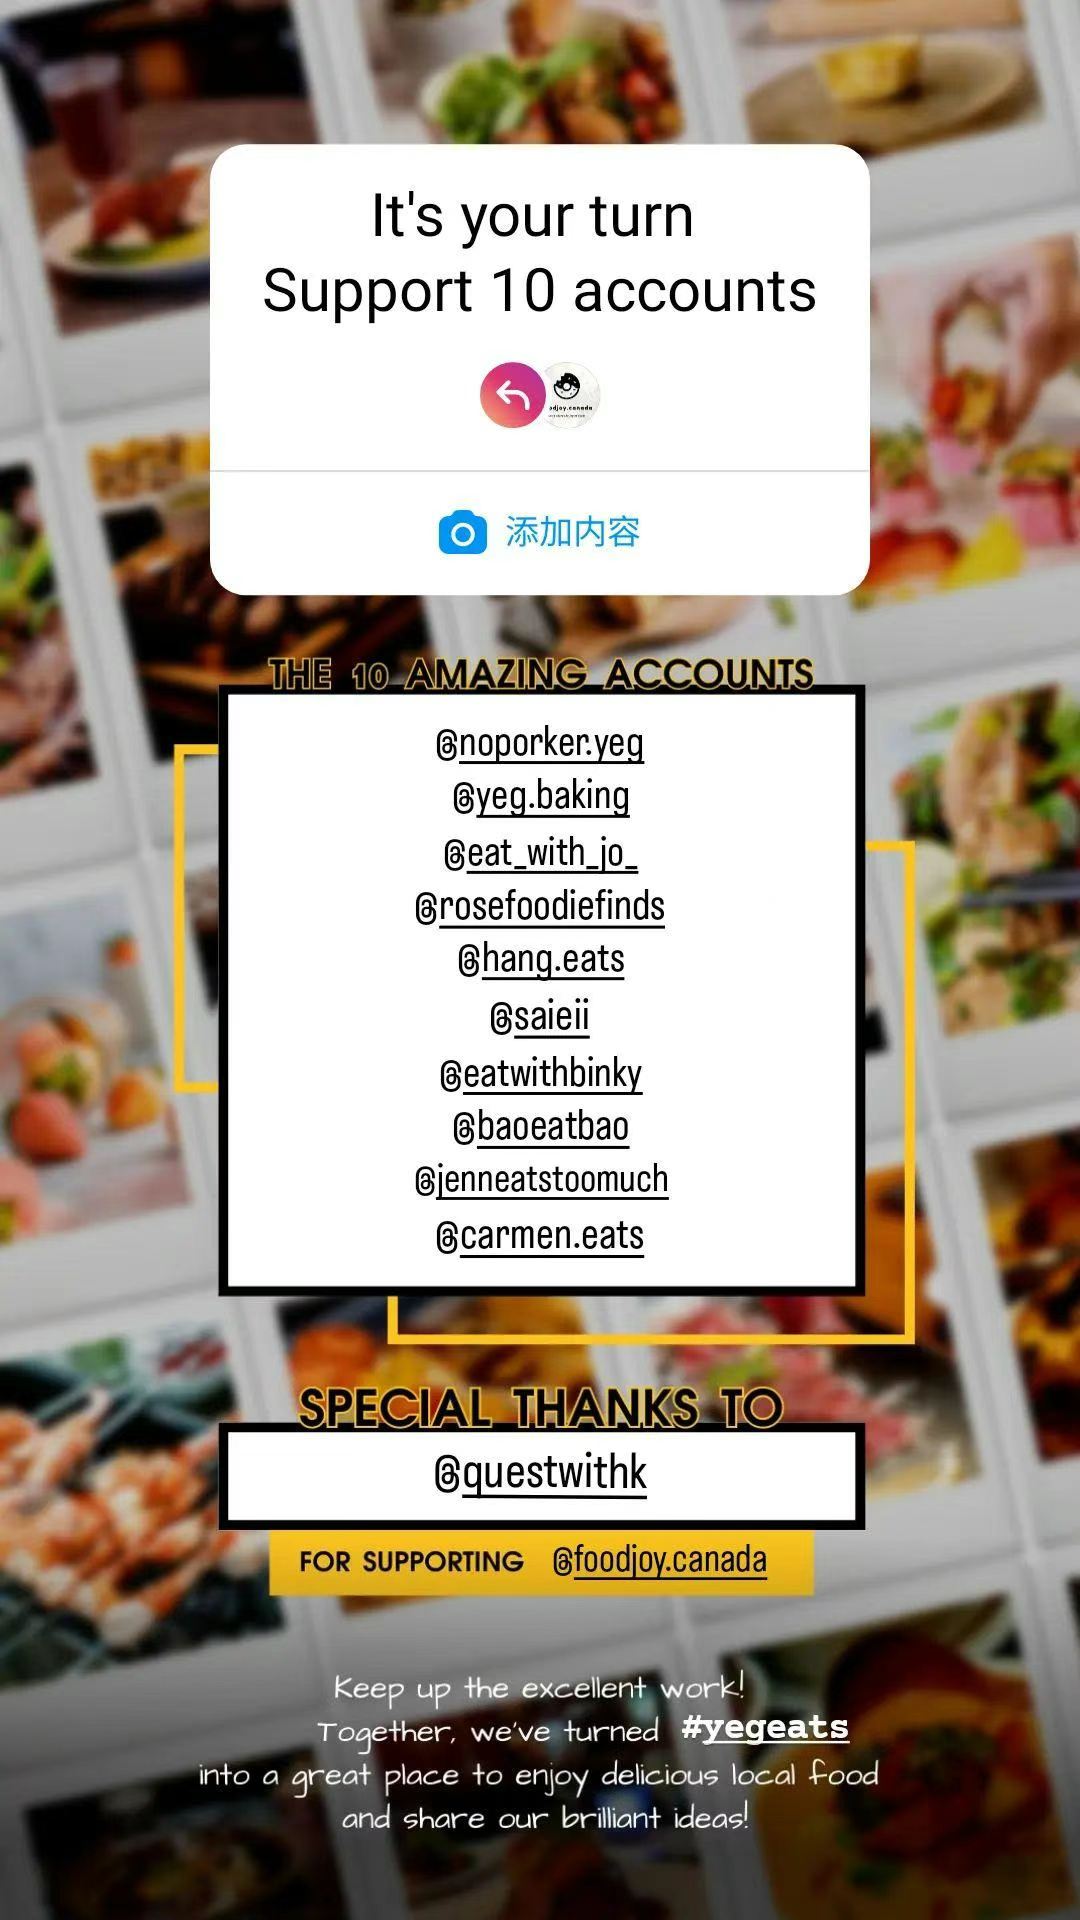 It's your turn
Support 10 accounts
添加内容
THE 10 AMAZING ACCOUNTS
@noporker.yeg
@yeg.baking
@eat_with_jo_
@rosefoodiefinds
@hang.eats
@saieii
@eatwithbinky
@baoeatbao
@jenneatstoomuch
@carmen.eats
SPECIAL THANKS TO
@questwithk
FOR SUPPORTING @foodjoy.canada
Keep up the excellent work!
Together, we've turned #yegeats
into a great place to enjoy delicious local food
and share our brilliant ideas!